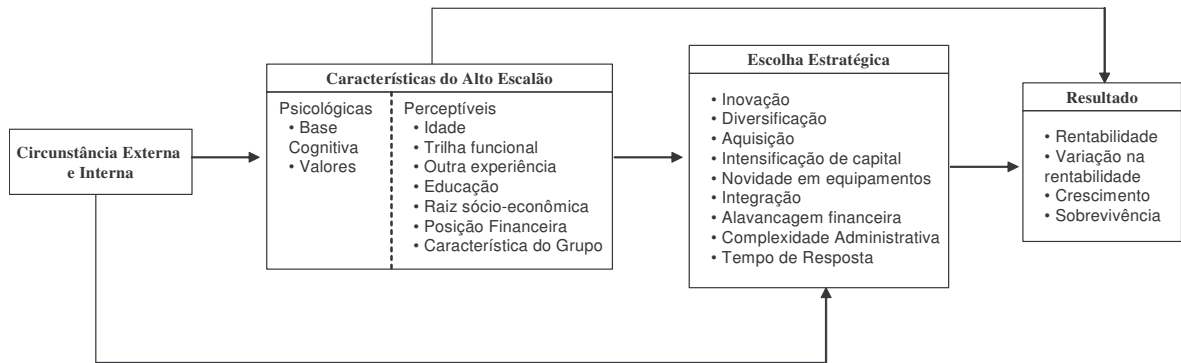 Circunstância Externa
e Interna
Características do Alto Escalão
Psicológicas
• Base
Cognitiva
• Valores
Perceptíveis
• Idade
• Trilha funcional
• Outra experiência
• Educação
• Raiz sócio-econômica
• Posição Financeira
• Característica do Grupo
Escolha Estratégica
• Inovação
• Diversificação
• Aquisição
• Intensificação de capital
• Novidade em equipamentos
• Integração
• Alavancagem financeira
• Complexidade Administrativa
• Tempo de Resposta
Resultado
• Rentabilidade
• Variação na
rentabilidade
• Crescimento
• Sobrevivência